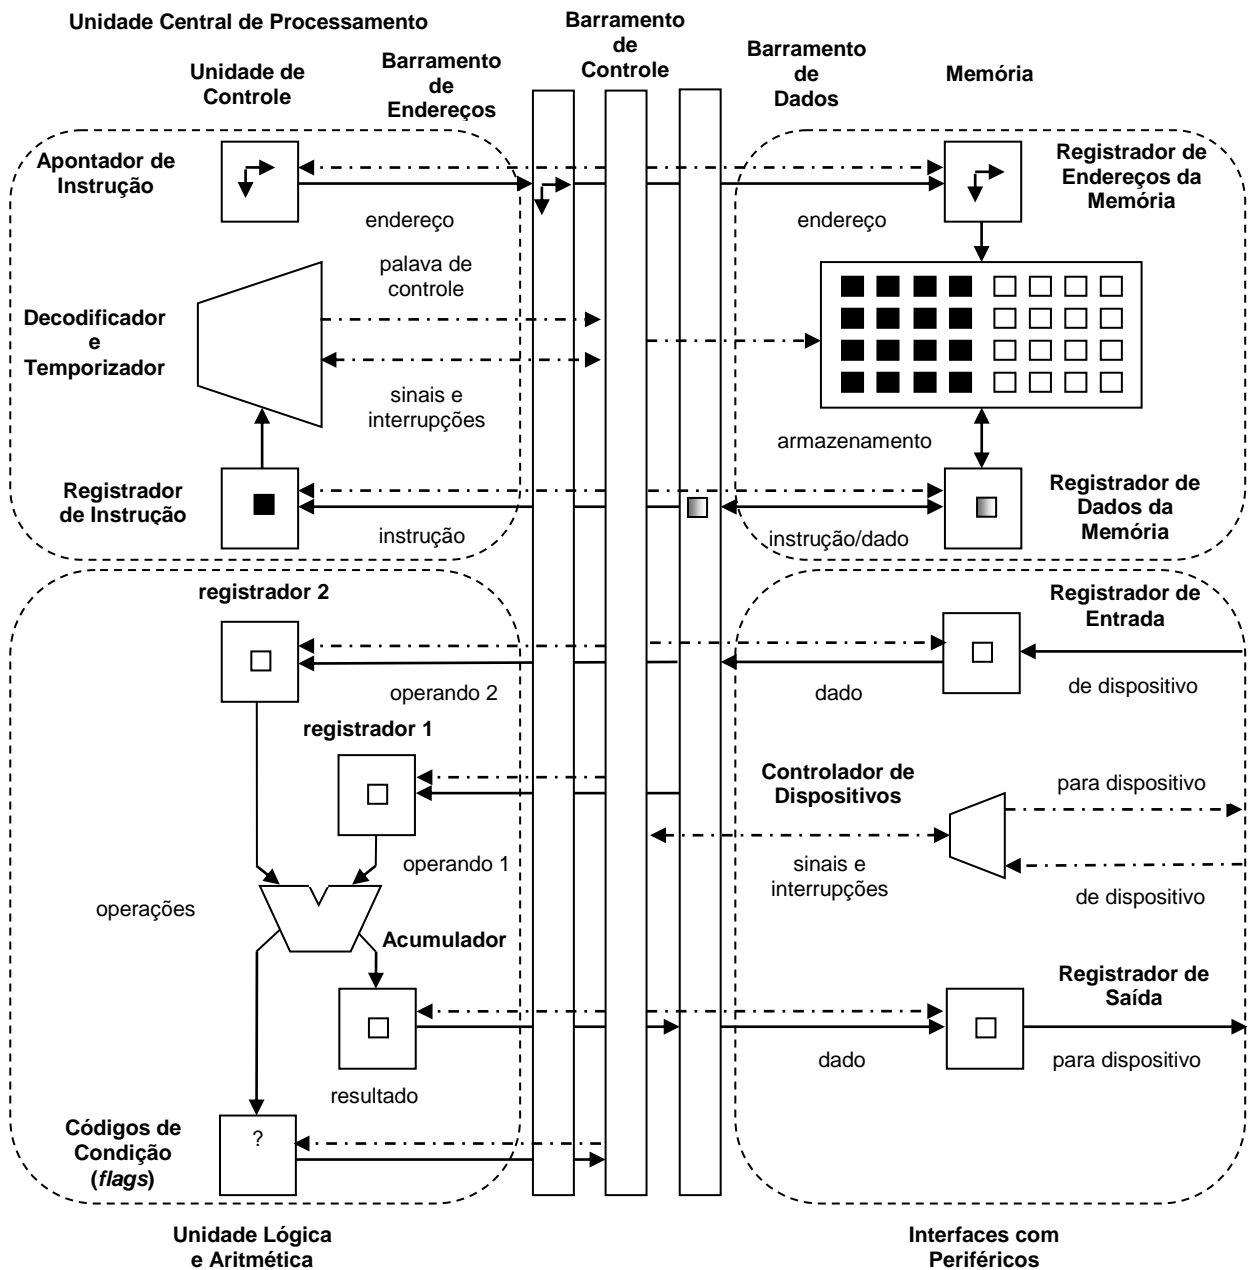 Unidade Central de Processamento
Barramento
de
Controle
Unidade de
Controle
Barramento
de
Endereços
Barramento
de
Dados
Memória
Apontador de
Instrução
Registrador de
Endereços da
Memória
endereço
endereço
palava de
controle
Decodificador
e
Temporizador
sinais e
interrupções
armazenamento
Registrador
de Instrução
Registrador de
Dados da
Memória
instrução
instrução/dado
registrador 2
Registrador de
Entrada
operando 2
dado
de dispositivo
registrador 1
Controlador de
Dispositivos
para dispositivo
operando 1
sinais e
interrupções
de dispositivo
operações
Acumulador
Registrador de
Saída
dado
para dispositivo
resultado
Códigos de
Condição
(flags)
?
Unidade Lógica
e Aritmética
Interfaces com
Periféricos